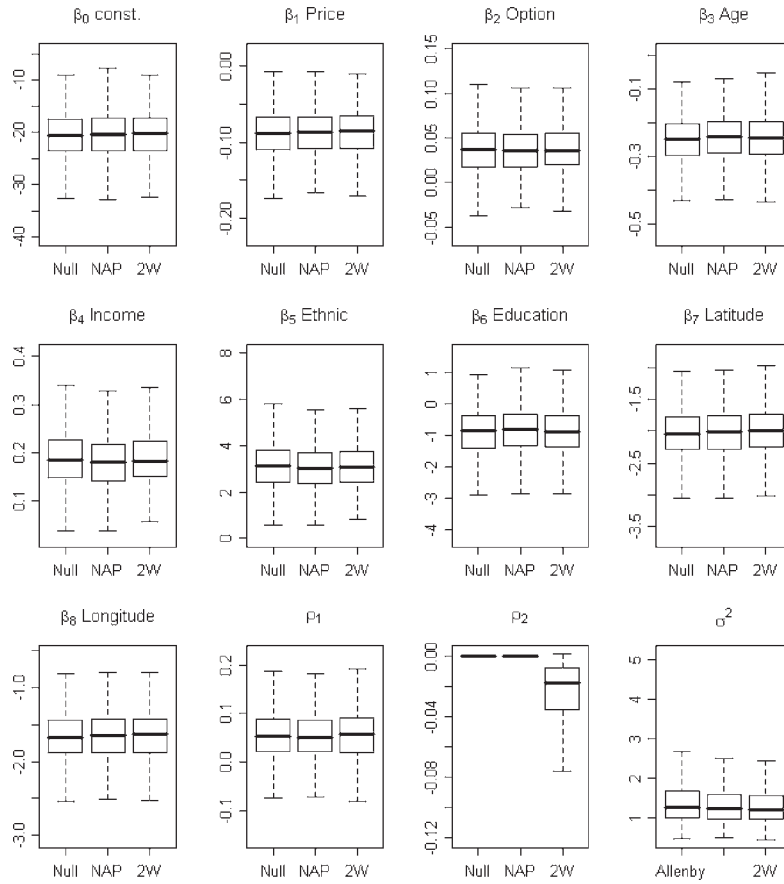 β0 const. β1 Price β2 Option β3 Age
-10 -20 -30 -40
0.00 -0.10 -0.20
0.15 0.10 0.05 0.00 -0.05
-0.1 -0.3 -0.5
Null NAP 2W Null NAP 2W Null NAP 2W Null NAP 2W
β4 Income β5 Ethnic β6 Education β7 Latitude
0.4 0.3 0.2 0.1
8 6 4 2 0
1 0 -1 -2 -3 -4
-1.5 -2.5 -3.5
Null NAP 2W Null NAP 2W Null NAP 2W Null NAP 2W
β8 Longitude ρ1 ρ2 σ²
-1.0 -2.0 -3.0
0.2 0.1 0.0 -0.1
0.00 -0.04 -0.08 -0.12
5 4 3 2 1
Null NAP 2W Null NAP 2W Null NAP 2W Allenby 2W